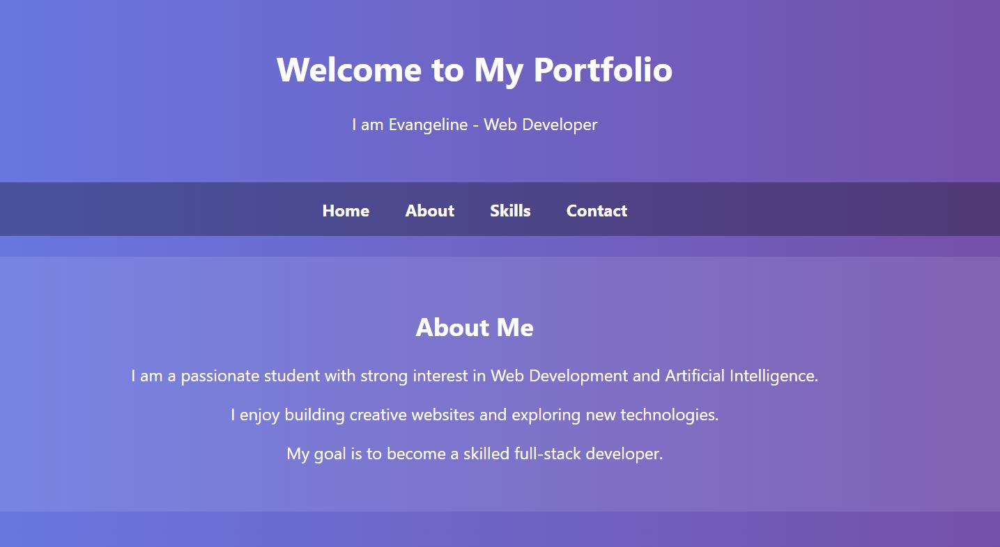 Welcome to My Portfolio
I am Evangeline - Web Developer
Home About Skills Contact
About Me
I am a passionate student with strong interest in Web Development and Artificial Intelligence.
I enjoy building creative websites and exploring new technologies.
My goal is to become a skilled full-stack developer.